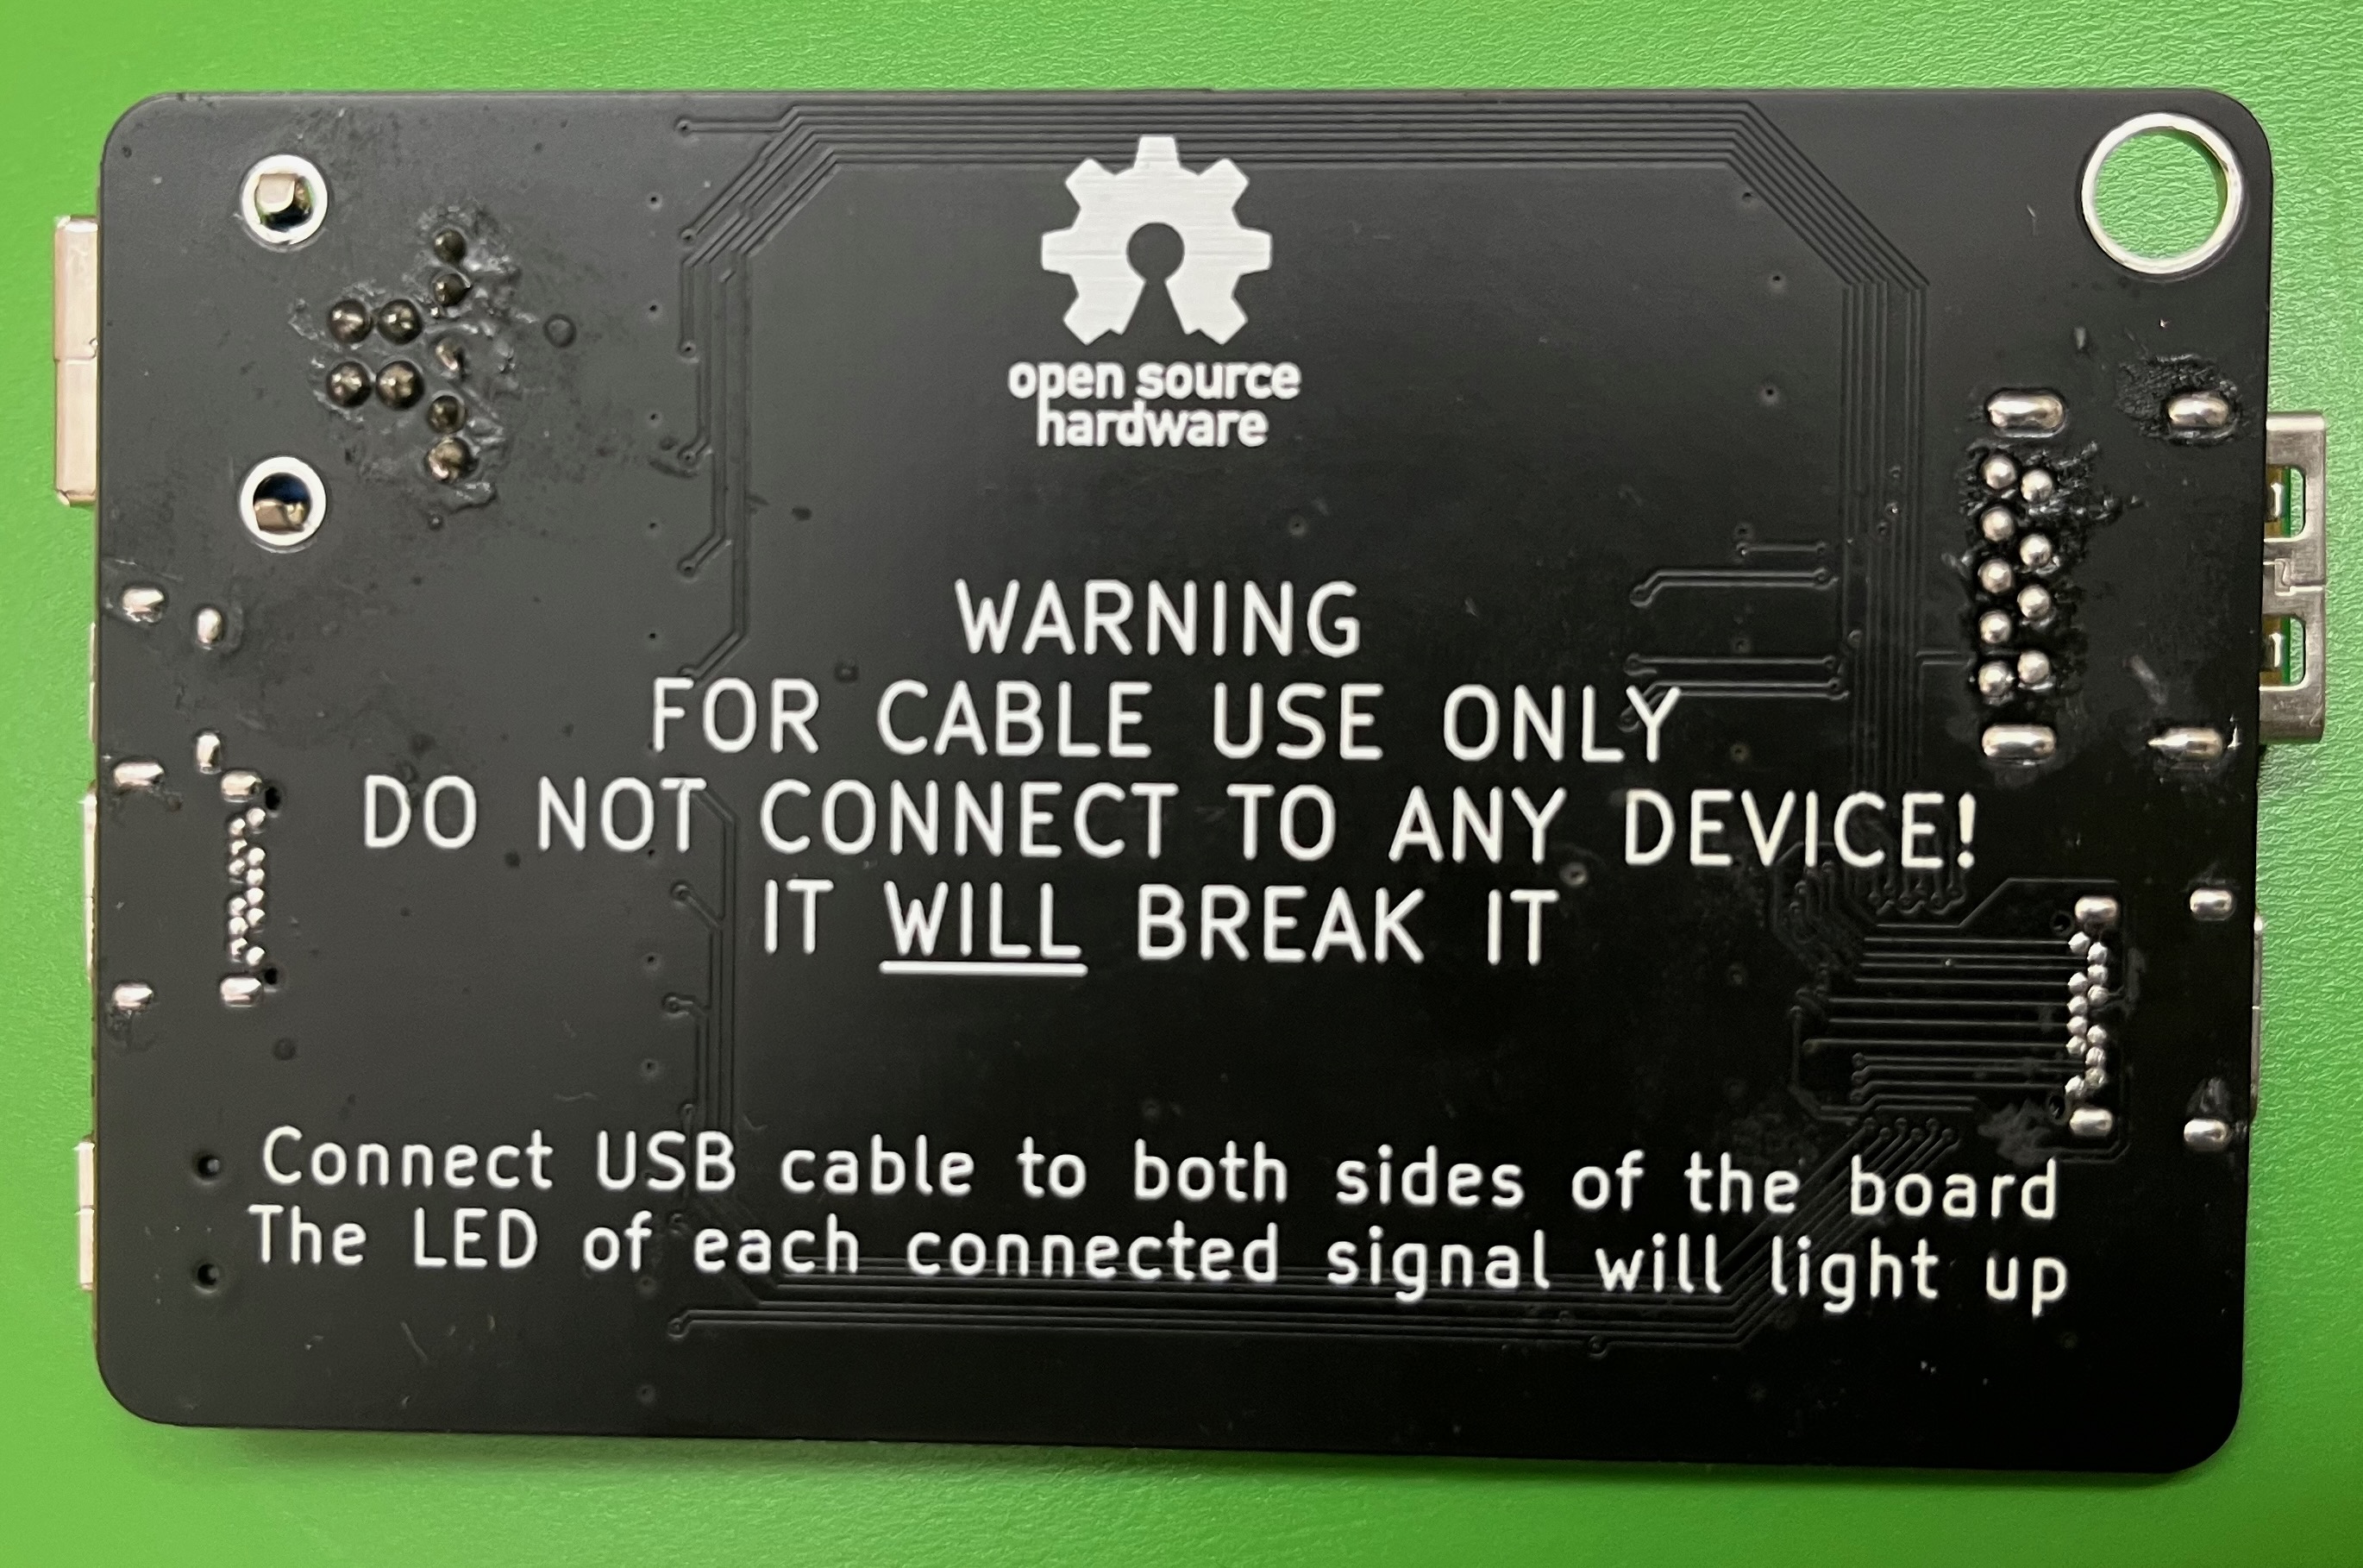 open source
hardware
WARNING
FOR CABLE USE ONLY
DO NOT CONNECT TO ANY DEVICE!
IT WILL BREAK IT
Connect USB cable to both sides of the board
The LED of each connected signal will light up